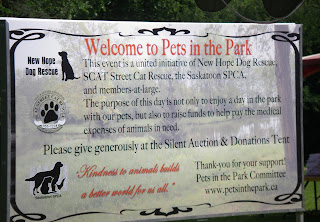 Welcome to Pets in the Park
New Hope
Dog Rescue
This event is a united initiative of New Hope Dog Rescue,
SCAT Street Cat Rescue, the Saskatoon SPCA,
and members-at-large.
The purpose of this day is not only to enjoy a day in the park
with our pets, but also to raise funds to help pay the medical
expenses of animals in need.
Please give generously at the Silent Auction & Donations Tent
"Kindness to animals builds
a better world for us all."
Saskatoon SPCA
Thank-you for your support!
Pets in the Park Committee
www.petsinthepark.ca